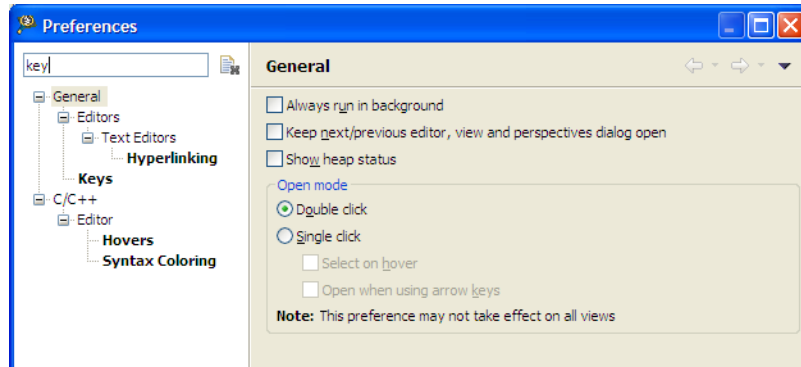 Preferences
key
General
Editors
Text Editors
Hyperlinking
Keys
C/C++
Editor
Hovers
Syntax Coloring
General
Always run in background
Keep next/previous editor, view and perspectives dialog open
Show heap status
Open mode
Double click
Single click
Select on hover
Open when using arrow keys
Note: This preference may not take effect on all views